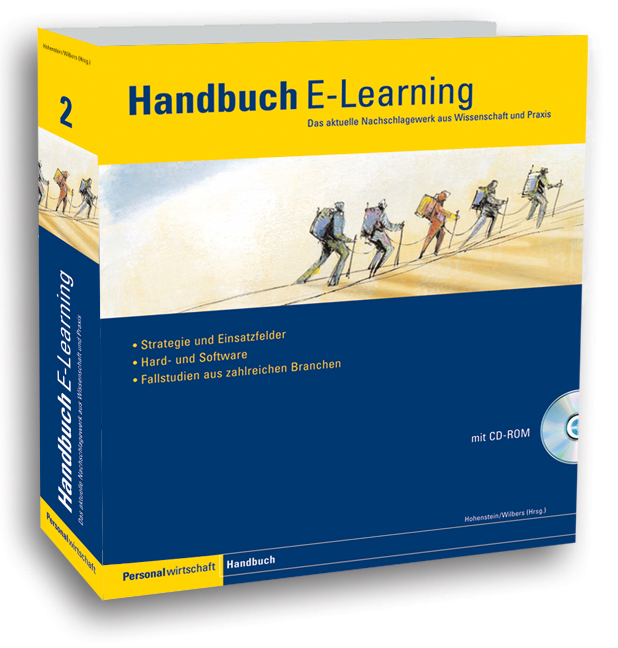 Hohenstein/Wilbers (Hrsg.)
2
Handbuch E-Learning
Das aktuelle Nachschlagewerk aus Wissenschaft und Praxis
Personalwirtschaft
Handbuch E-Learning
Das aktuelle Nachschlagewerk aus Wissenschaft und Praxis
• Strategie und Einsatzfelder
• Hard- und Software
• Fallstudien aus zahlreichen Branchen
mit CD-ROM
Hohenstein/Wilbers (Hrsg.)
Personalwirtschaft Handbuch